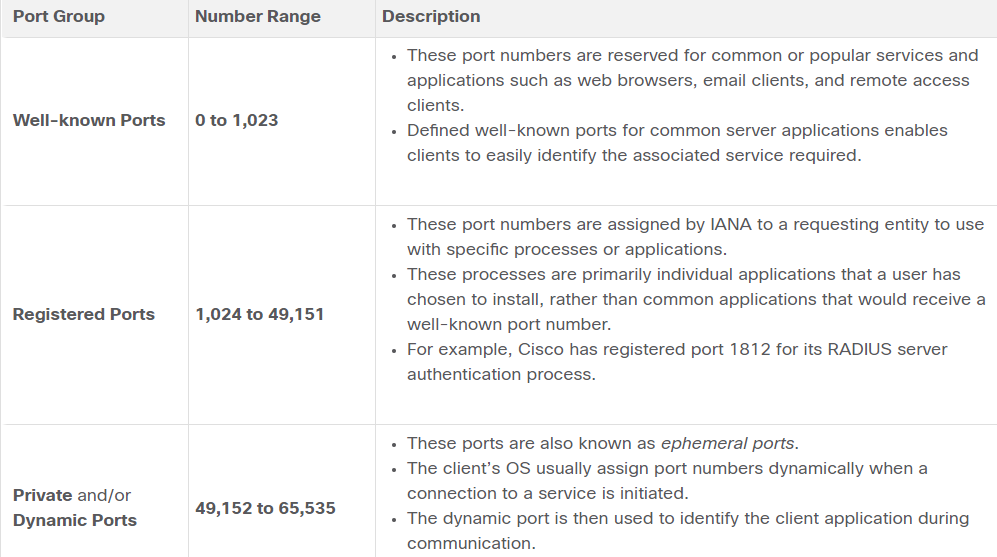 Port Group Number Range Description
• These port numbers are reserved for common or popular services and
applications such as web browsers, email clients, and remote access
clients.
Well-known Ports 0 to 1,023
• Defined well-known ports for common server applications enables
clients to easily identify the associated service required.
• These port numbers are assigned by IANA to a requesting entity to use
with specific processes or applications.
• These processes are primarily individual applications that a user has
chosen to install, rather than common applications that would receive a
Registered Ports 1,024 to 49,151
well-known port number.
• For example, Cisco has registered port 1812 for its RADIUS server
authentication process.
• These ports are also known as ephemeral ports.
• The client’s OS usually assign port numbers dynamically when a
connection to a service is initiated.
Private and/or
Dynamic Ports
49,152 to 65,535
• The dynamic port is then used to identify the client application during
communication.